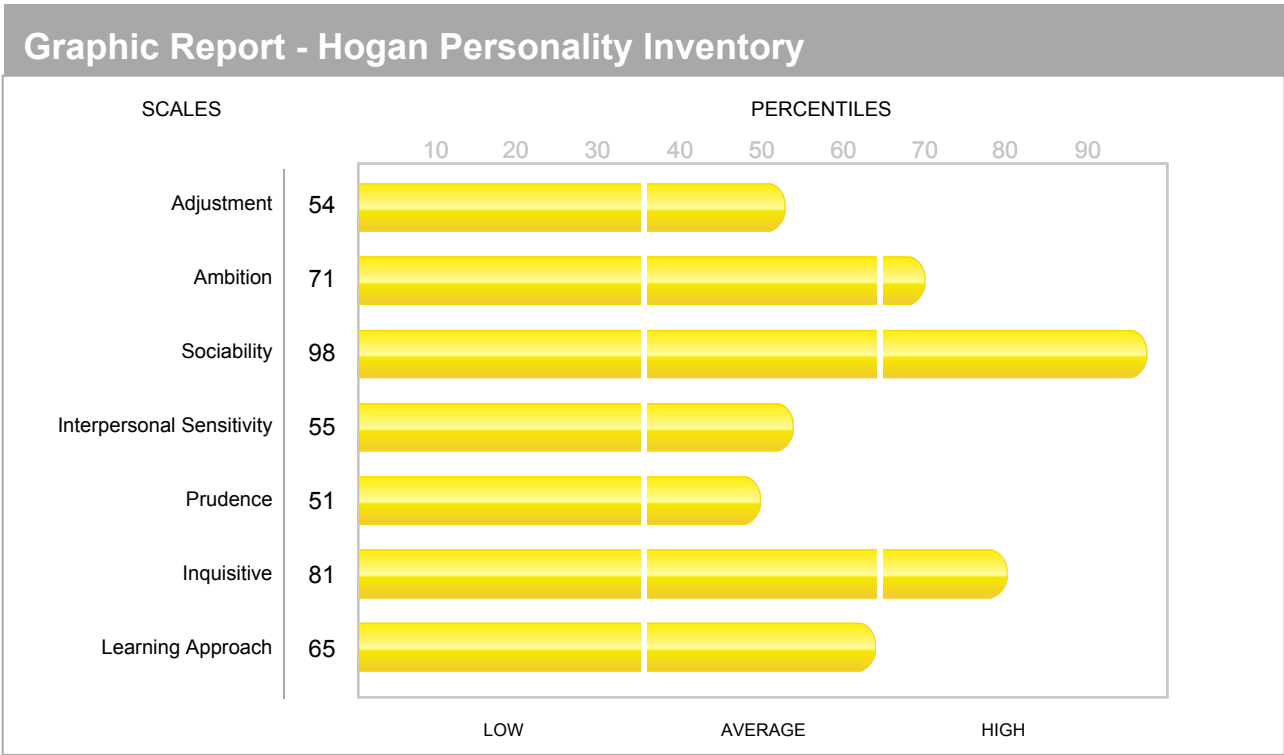 Graphic Report - Hogan Personality Inventory
SCALES PERCENTILES
10 20 30 40 50 60 70 80 90
Adjustment 54
Ambition 71
Sociability 98
Interpersonal Sensitivity 55
Prudence 51
Inquisitive 81
Learning Approach 65
LOW AVERAGE HIGH